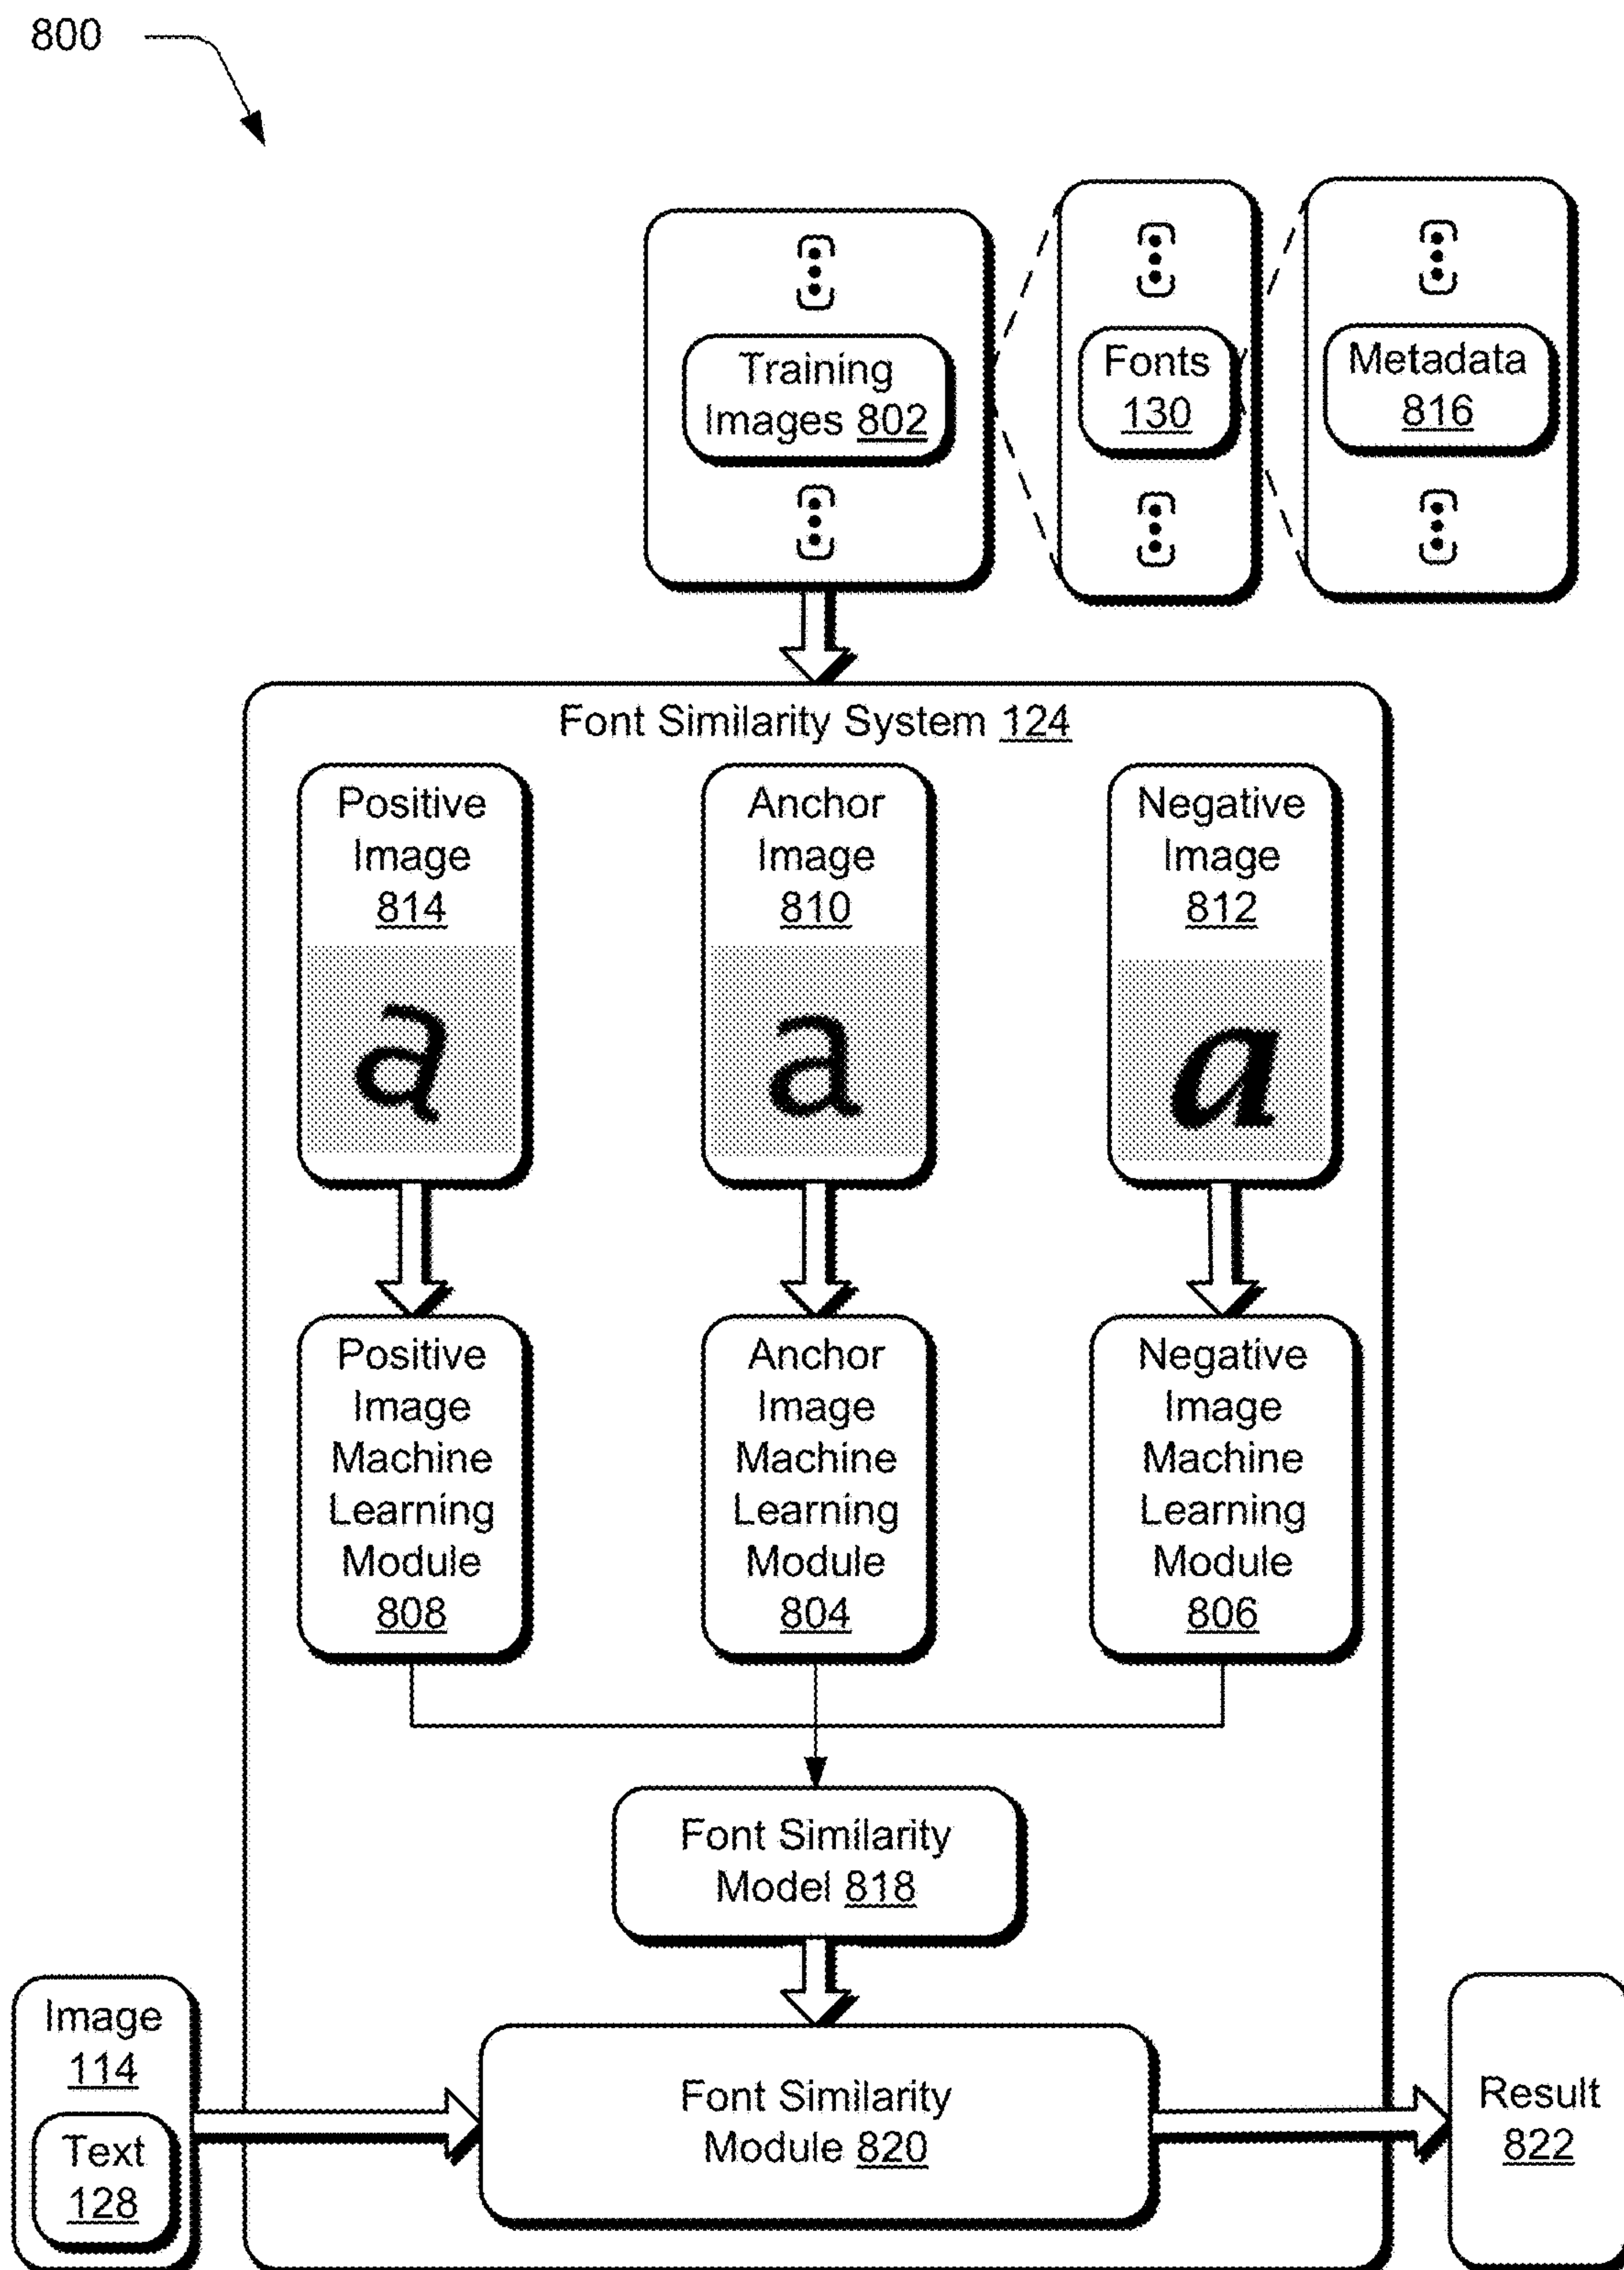 800
Training
Images 802
Fonts
130
Metadata
816
Font Similarity System 124
Positive
Image
814
a
Anchor
Image
810
a
Negative
Image
812
a
Positive
Image
Machine
Learning
Module
808
Anchor
Image
Machine
Learning
Module
804
Negative
Image
Machine
Learning
Module
806
Font Similarity
Model 818
Image
114
Text
128
Font Similarity
Module 820
Result
822